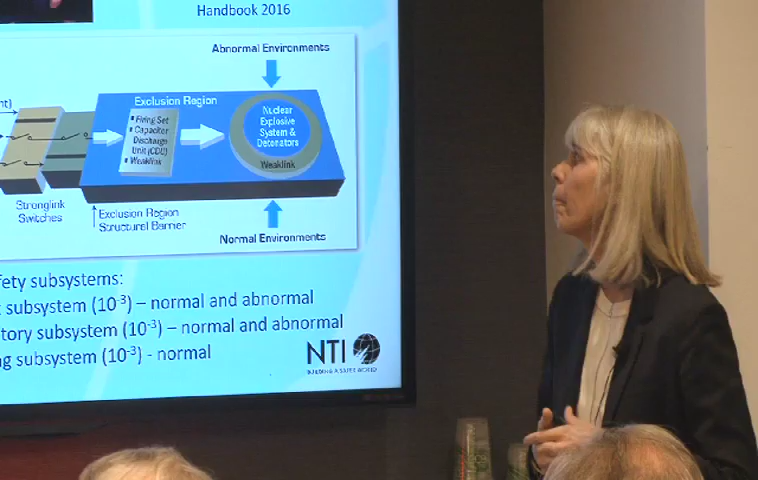 Handbook 2016
Abnormal Environments
Exclusion Region
nt)
▪ Firing Set
▪ Capacitor
Discharge
Unit (CDU)
▪ Weaklink
Nuclear
Explosive
System &
Detonators
Weaklink
Stronglink
Switches
Exclusion Region
Structural Barrier
Normal Environments
fety subsystems:
subsystem (10-3) – normal and abnormal
tory subsystem (10-3) – normal and abnormal
ng subsystem (10-3) - normal
NTI
BUILDING A SAFER WORLD